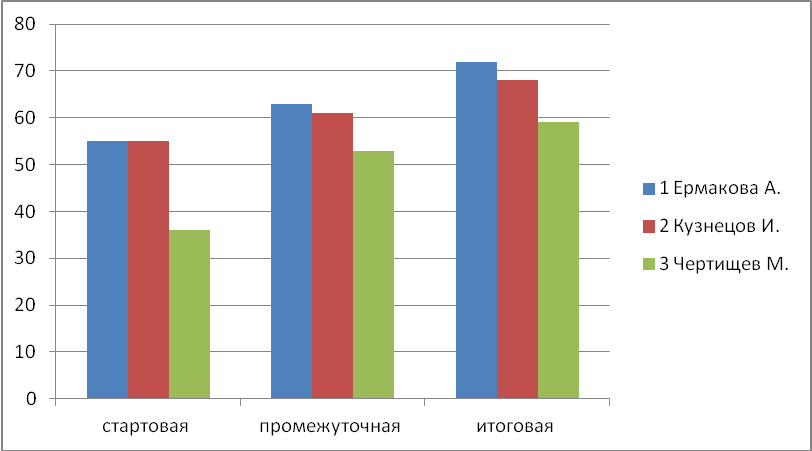 80
70
60
50
40
30
20
10
0
стартовая
промежуточная
итоговая
1 Ермакова А.
2 Кузнецов И.
3 Чертищев М.